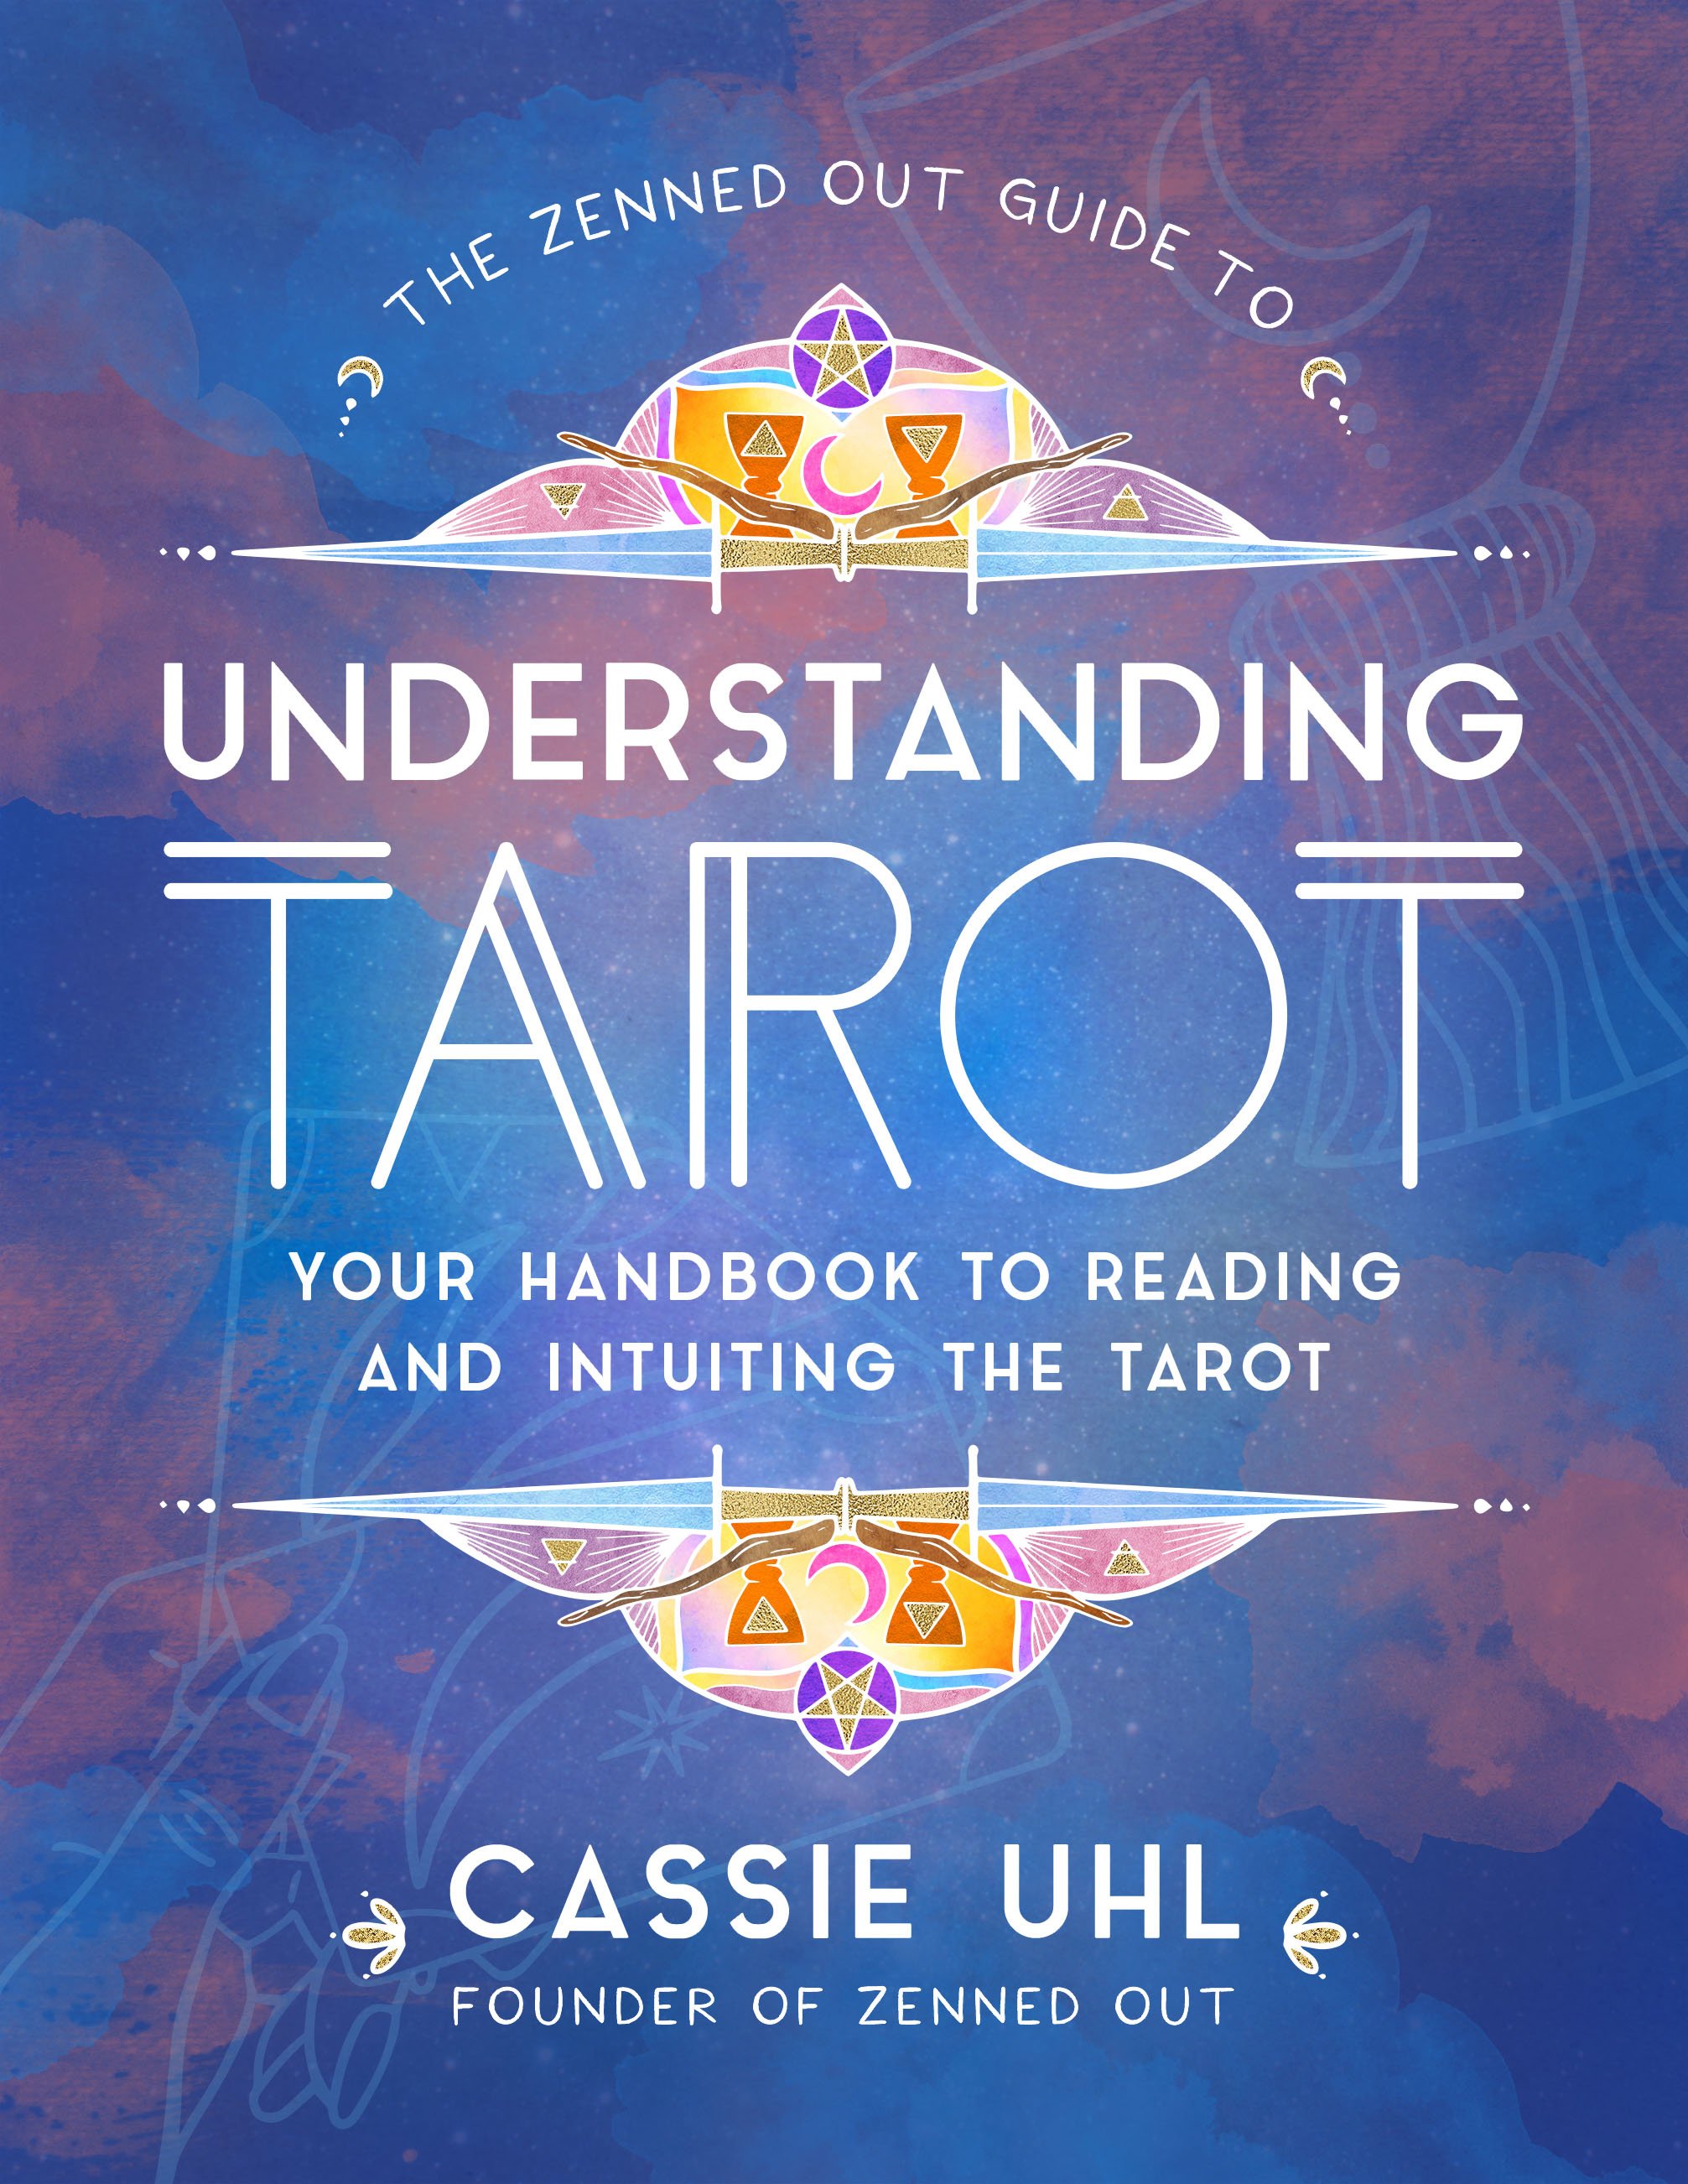 THE ZENNED OUT GUIDE TO
UNDERSTANDING
TAROT
YOUR HANDBOOK TO READING
AND INTUITING THE TAROT
CASSIE UHL
FOUNDER OF ZENNED OUT